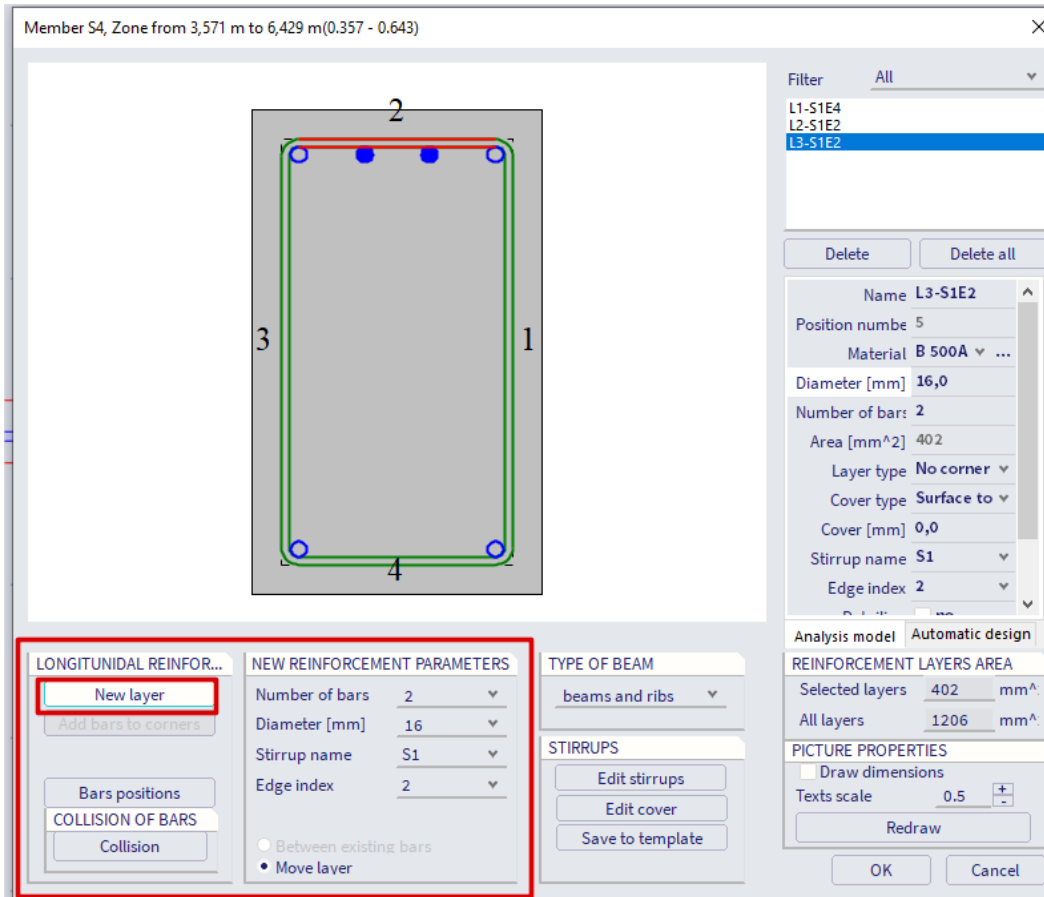 Member S4, Zone from 3,571 m to 6,429 m(0.357 - 0.643)
2
3
1
4
Filter All
L1-S1E4
L2-S1E2
L3-S1E2
Delete Delete all
Name L3-S1E2
Position numbe 5
Material B 500A ...
Diameter [mm] 16,0
Number of bars 2
Area [mm^2] 402
Layer type No corner
Cover type Surface to
Cover [mm] 0,0
Stirrup name S1
Edge index 2
Analysis model Automatic design
LONGITUNIDAL REINFOR...
New layer
Add bars to corners
Bars positions
COLLISION OF BARS
Collision
NEW REINFORCEMENT PARAMETERS
Number of bars 2
Diameter [mm] 16
Stirrup name S1
Edge index 2
Between existing bars
Move layer
TYPE OF BEAM
beams and ribs
STIRRUPS
Edit stirrups
Edit cover
Save to template
REINFORCEMENT LAYERS AREA
Selected layers 402 mm^
All layers 1206 mm^
PICTURE PROPERTIES
Draw dimensions
Texts scale 0.5 + -
Redraw
OK Cancel